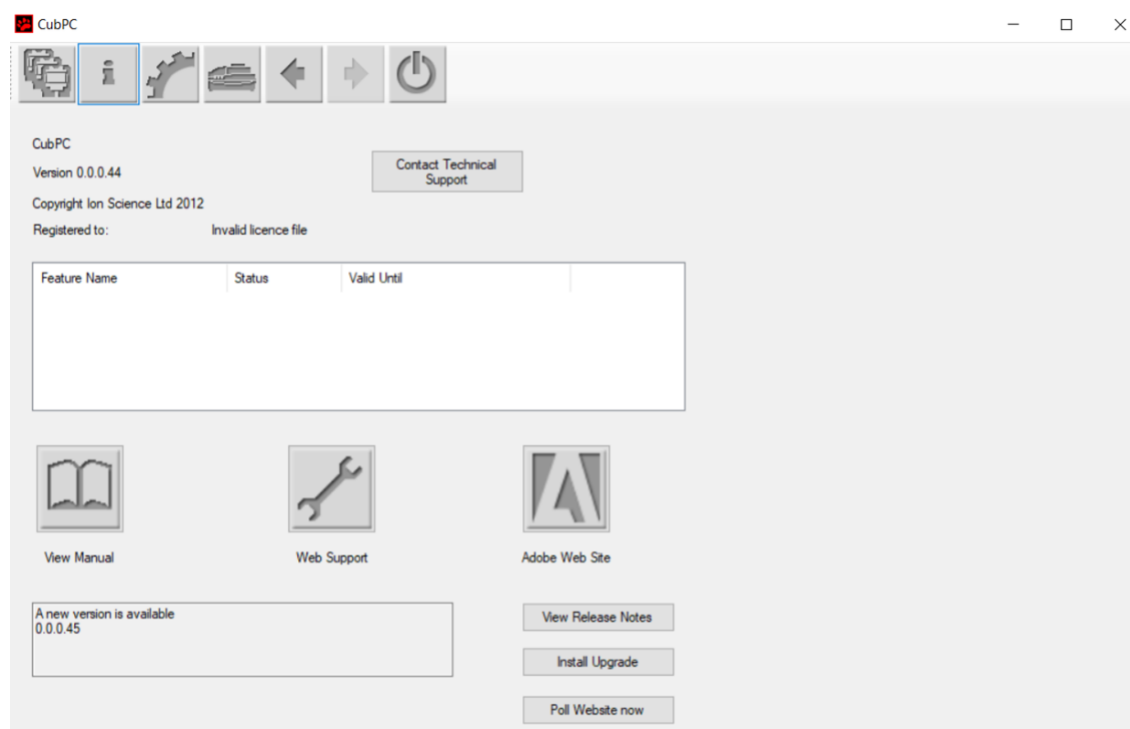 CubPC
CubPC
Version 0.0.0.44
Contact Technical
Support
Copyright Ion Science Ltd 2012
Registered to: Invalid licence file
Feature Name Status Valid Until
View Manual Web Support Adobe Web Site
A new version is available
0.0.0.45
View Release Notes
Install Upgrade
Poll Website now